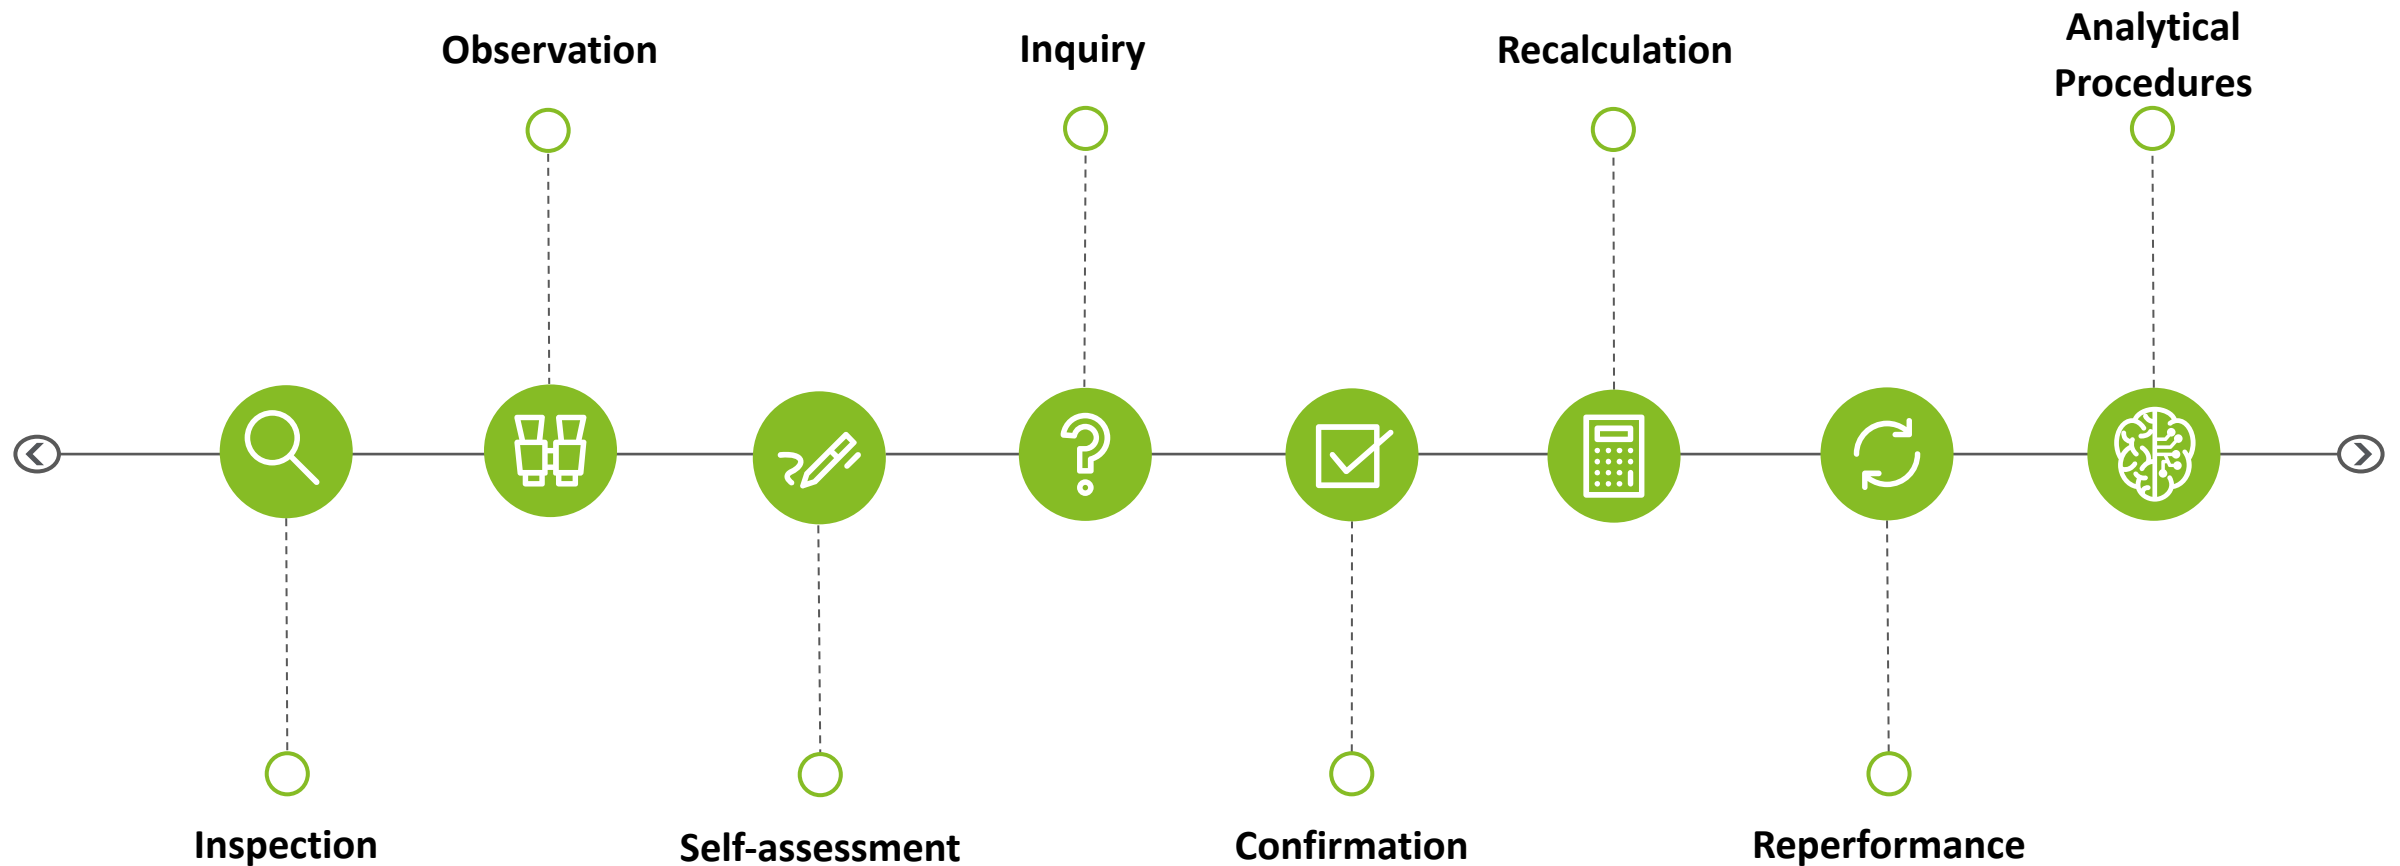 Observation
Inquiry
Recalculation
Analytical
Procedures
Inspection
Self-assessment
Confirmation
Reperformance